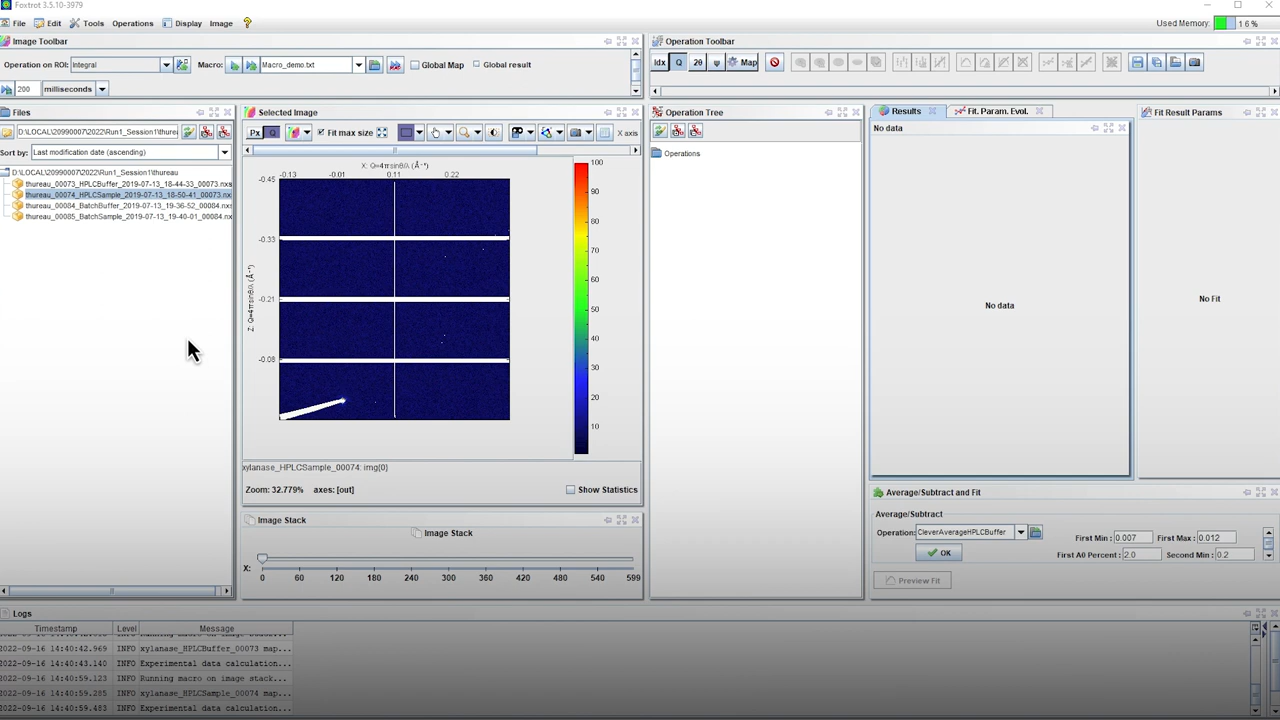 Foxtrot 3.5.10-3979
File Edit Tools Operations Display Image ?
Used Memory: 16%
Image Toolbar
Operation on ROI: Integral Macro: Macro_demo.txt Global Map Global result
200 milliseconds
Operation Toolbar
Idx Q 2θ ψ Map
Files
D:\LOCAL\20990007\2022\Run1_Session1\thurea
Sort by: Last modification date (ascending)
D:\LOCAL\20990007\2022\Run1_Session1\thureau
thureau_00073_HPLCBuffer_2019-07-13_18-44-33_00073.nxs
thureau_00074_HPLCSample_2019-07-13_18-50-41_00073.nx
thureau_00084_BatchBuffer_2019-07-13_19-36-52_00084.nx
thureau_00085_BatchSample_2019-07-13_19-40-01_00084.nx
Selected Image
Px Q Fit max size X axis
X: Q=4πsinθ/λ (Å⁻¹)
-0.13 -0.01 0.11 0.22
Z: Q=4πsinθ/λ (Å⁻¹)
-0.45
-0.33
-0.21
-0.08
100
90
80
70
60
50
40
30
20
10
xylanase_HPLCSample_00074: img(0)
Zoom: 32.779% axes: [out] Show Statistics
Image Stack
Image Stack
X:
0 60 120 180 240 300 360 420 480 540 599
Operation Tree
Operations
Results
Fit. Param. Evol.
No data
No data
Fit Result Params
No Fit
Average/Subtract and Fit
Average/Subtract
Operation: CleverAverageHPLCBuffer
First Min : 0.007 First Max : 0.012
OK
First A0 Percent : 2.0 Second Min : 0.2
Preview Fit
Logs
Timestamp Level Message
2022-09-16 14:40:42.969 INFO xylanase_HPLCBuffer_00073 map...
2022-09-16 14:40:43.140 INFO Experimental data calculation...
2022-09-16 14:40:59.123 INFO Running macro on image stack...
2022-09-16 14:40:59.285 INFO xylanase_HPLCSample_00074 map...
2022-09-16 14:40:59.483 INFO Experimental data calculation...